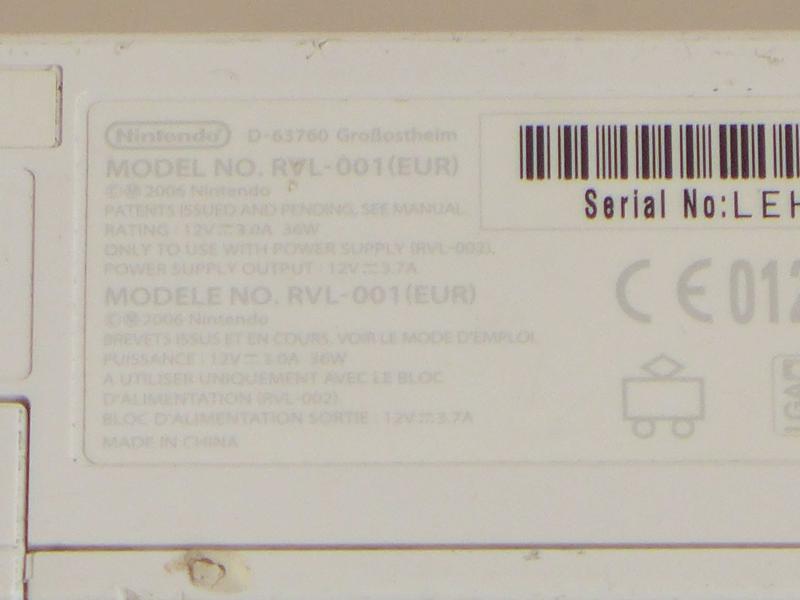 Nintendo D-63760 Großostheim
MODEL NO. RVL-001(EUR)
©Ⓜ2006 Nintendo
PATENTS ISSUED AND PENDING, SEE MANUAL.
RATING : 12V⎓3.0A 36W
ONLY TO USE WITH POWER SUPPLY (RVL-002).
POWER SUPPLY OUTPUT : 12V⎓3.7A
MODELE NO. RVL-001(EUR)
©Ⓜ2006 Nintendo
BREVETS ISSUS ET EN COURS, VOIR LE MODE D'EMPLOI.
PUISSANCE : 12V⎓3.0A 36W
A UTILISER UNIQUEMENT AVEC LE BLOC
D'ALIMENTATION (RVL-002).
BLOC D'ALIMENTATION SORTIE : 12V⎓3.7A
MADE IN CHINA
Serial No:LEH
CE 012
LGA